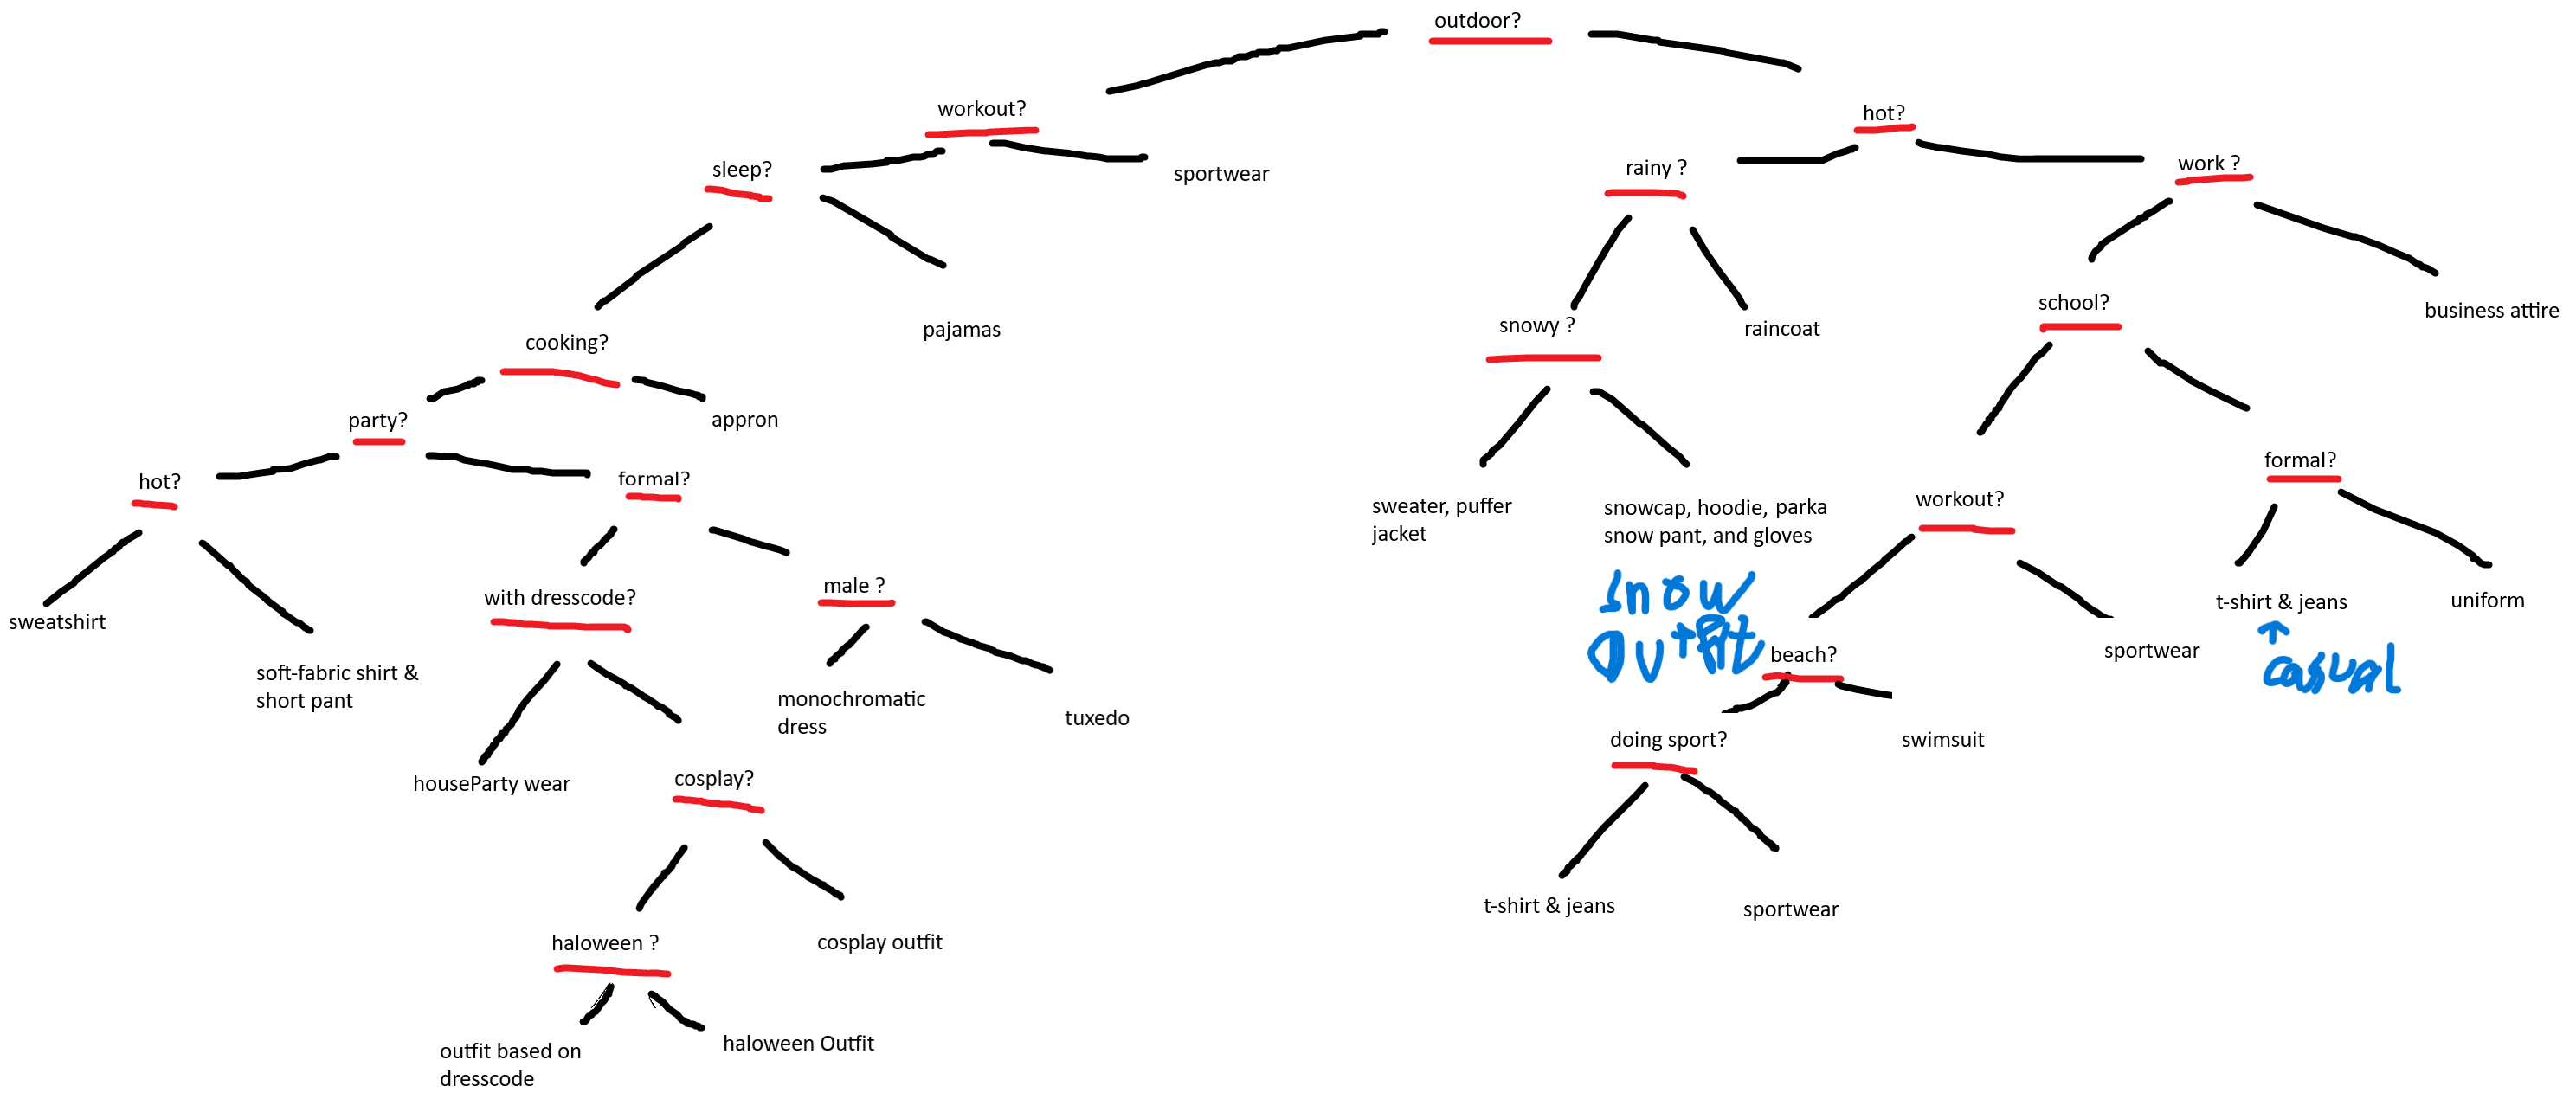 outdoor?
workout?
hot?
sleep?
sportwear
rainy ?
work ?
pajamas
snowy ?
raincoat
school?
business attire
cooking?
party?
appron
hot?
formal?
sweater, puffer
jacket
snowcap, hoodie, parka
snow pant, and gloves
workout?
formal?
sweatshirt
with dresscode?
male ?
snow
outfit
t-shirt & jeans
uniform
soft-fabric shirt &
short pant
monochromatic
dress
tuxedo
beach?
sportwear
casual
houseParty wear
cosplay?
doing sport?
swimsuit
haloween ?
cosplay outfit
t-shirt & jeans
sportwear
outfit based on
dresscode
haloween Outfit